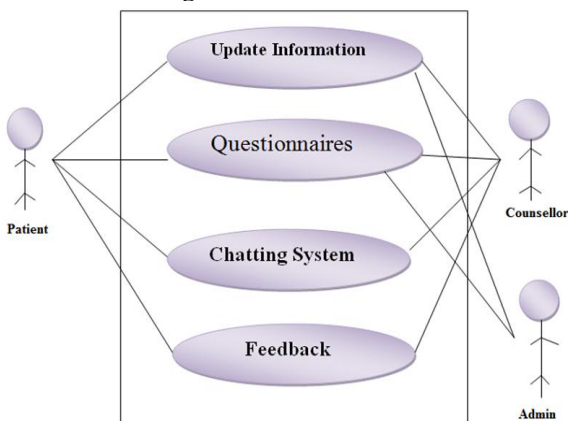 Update Information
Questionnaires
Patient
Counsellor
Chatting System
Feedback
Admin